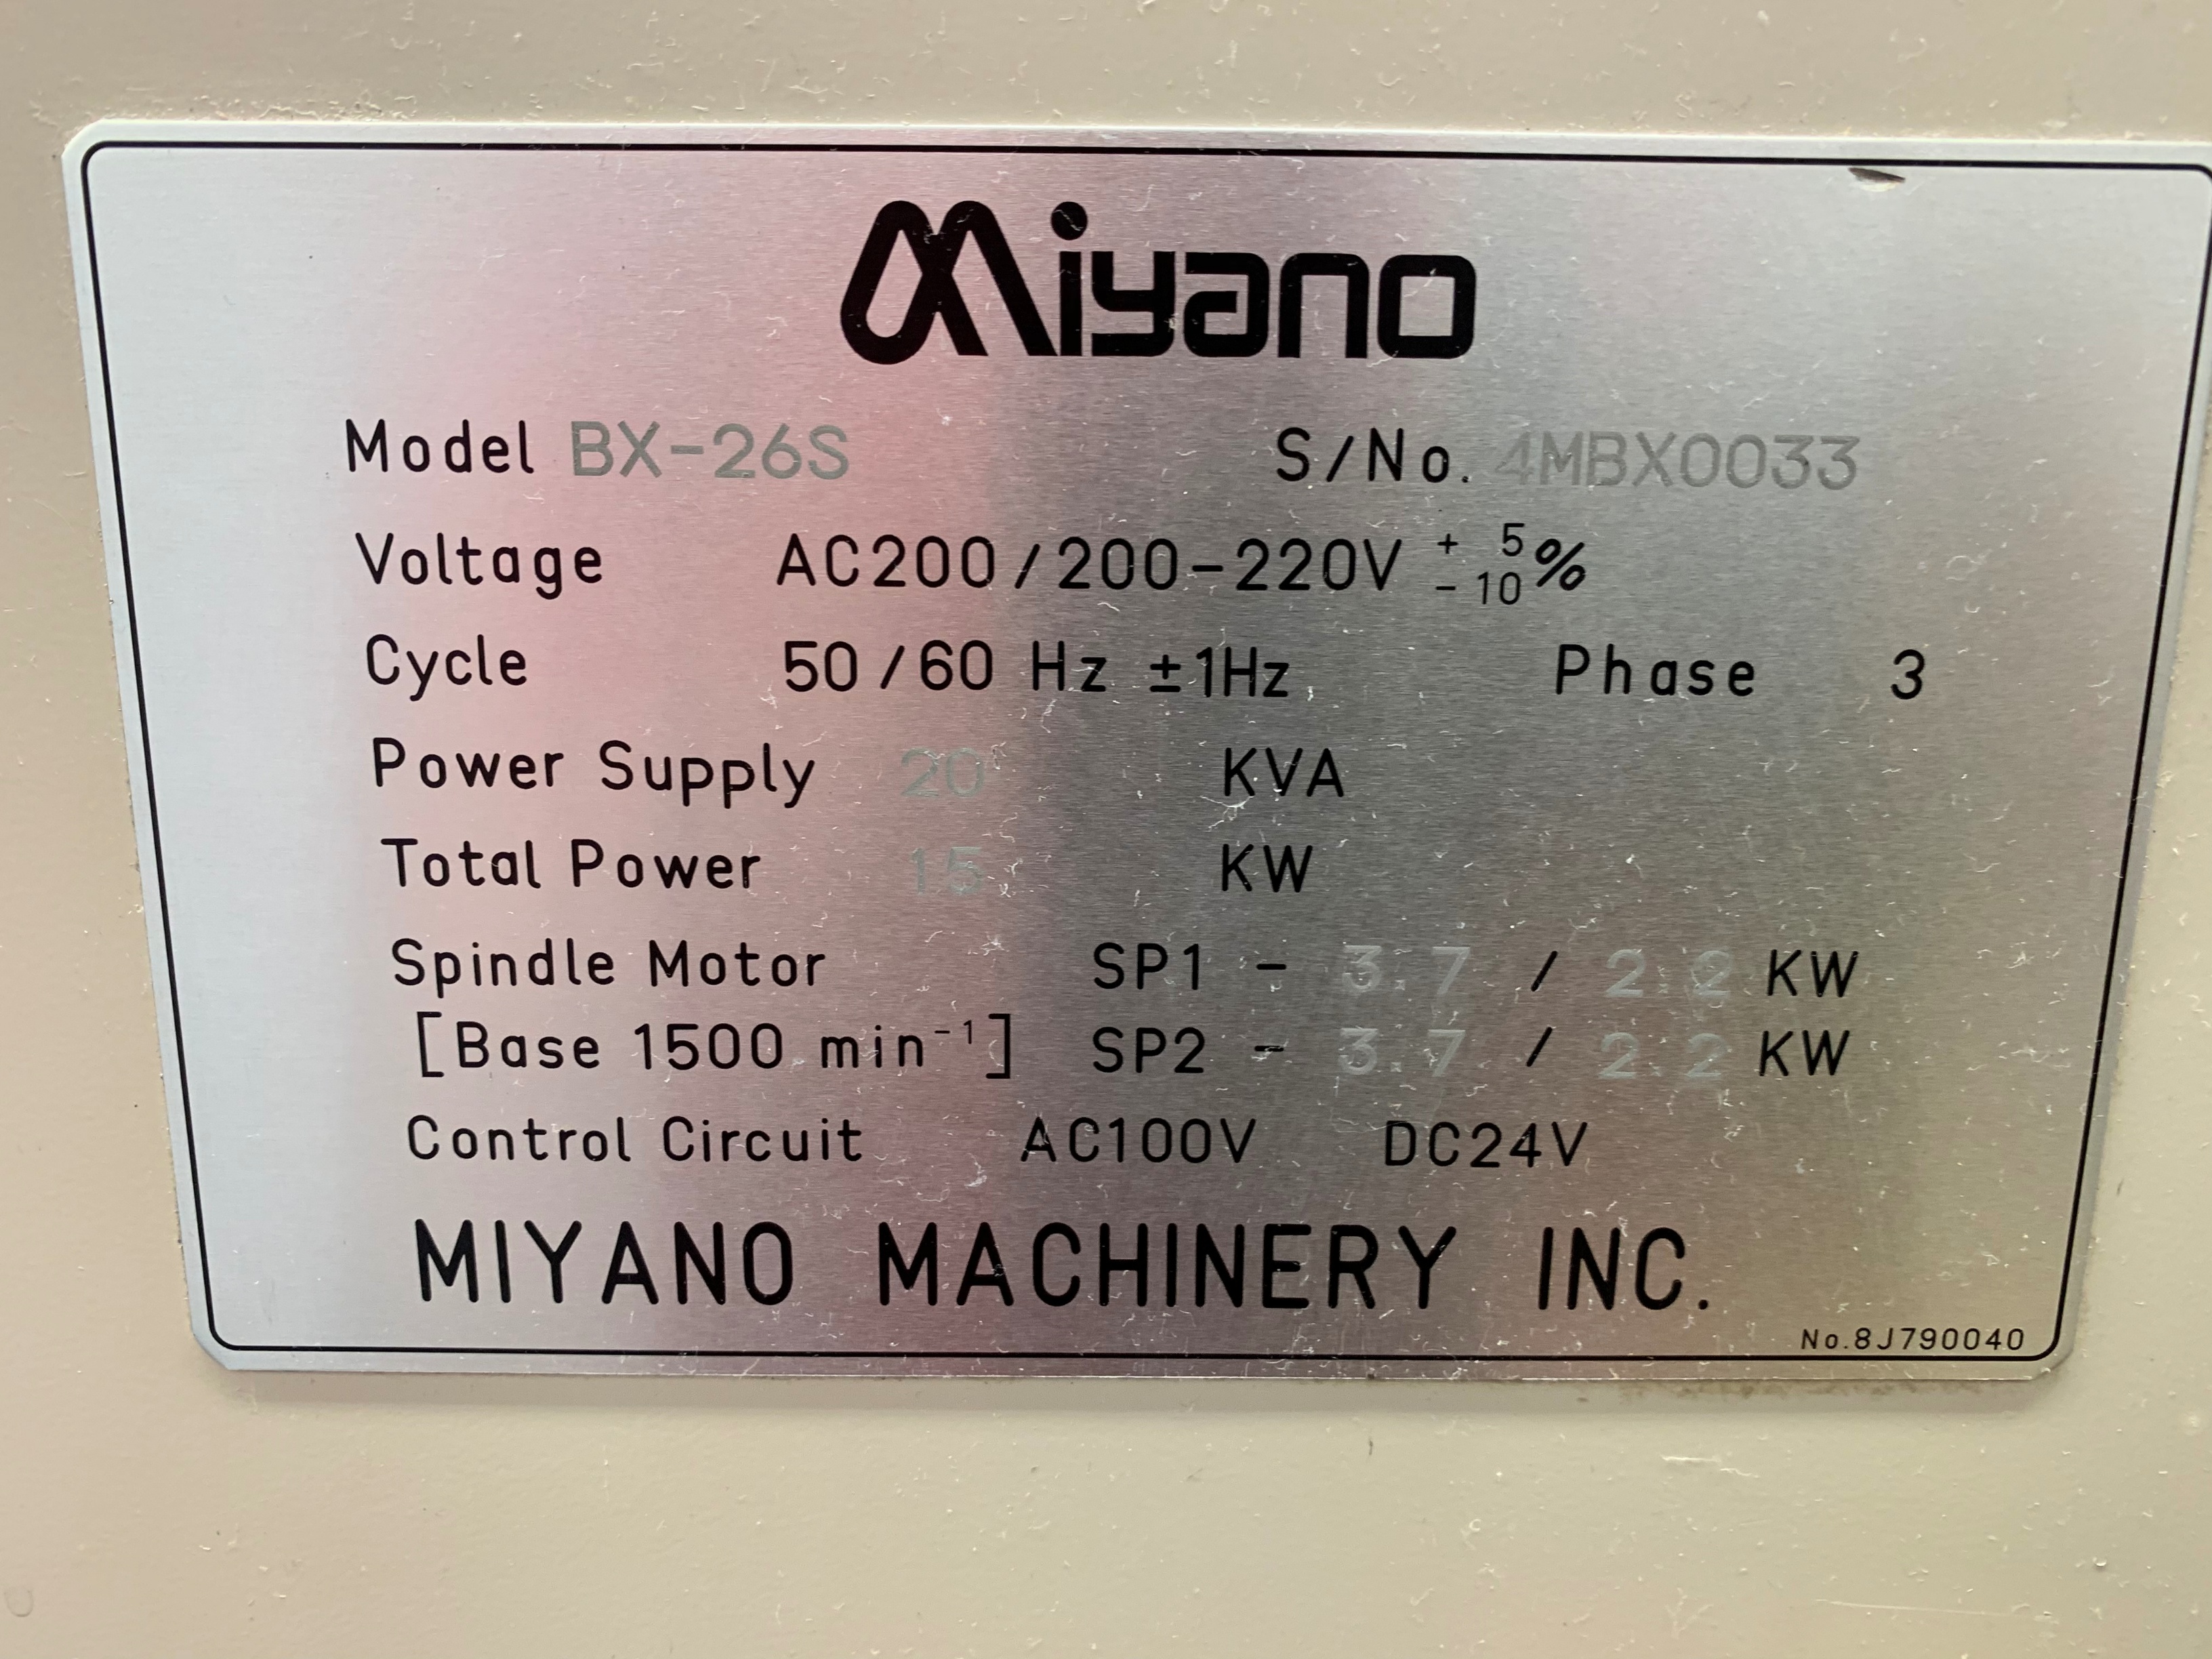 Miyano
Model BX-26S S/No. 4MBX0033
Voltage AC200/200-220V + 5 - 10 %
Cycle 50/60 Hz ±1Hz Phase 3
Power Supply 20 KVA
Total Power 15 KW
Spindle Motor SP1 - 3.7 / 2.2 KW
[Base 1500 min⁻¹] SP2 - 3.7 / 2.2 KW
Control Circuit AC100V DC24V
MIYANO MACHINERY INC.
No.8J790040